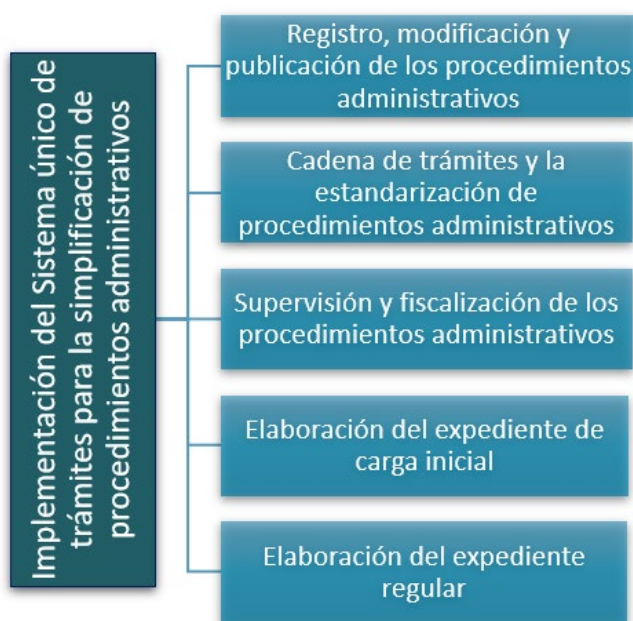 Implementación del Sistema único de
trámites para la simplificación de
procedimientos administrativos
Registro, modificación y
publicación de los procedimientos
administrativos
Cadena de trámites y la
estandarización de
procedimientos administrativos
Supervisión y fiscalización de los
procedimientos administrativos
Elaboración del expediente de
carga inicial
Elaboración del expediente
regular